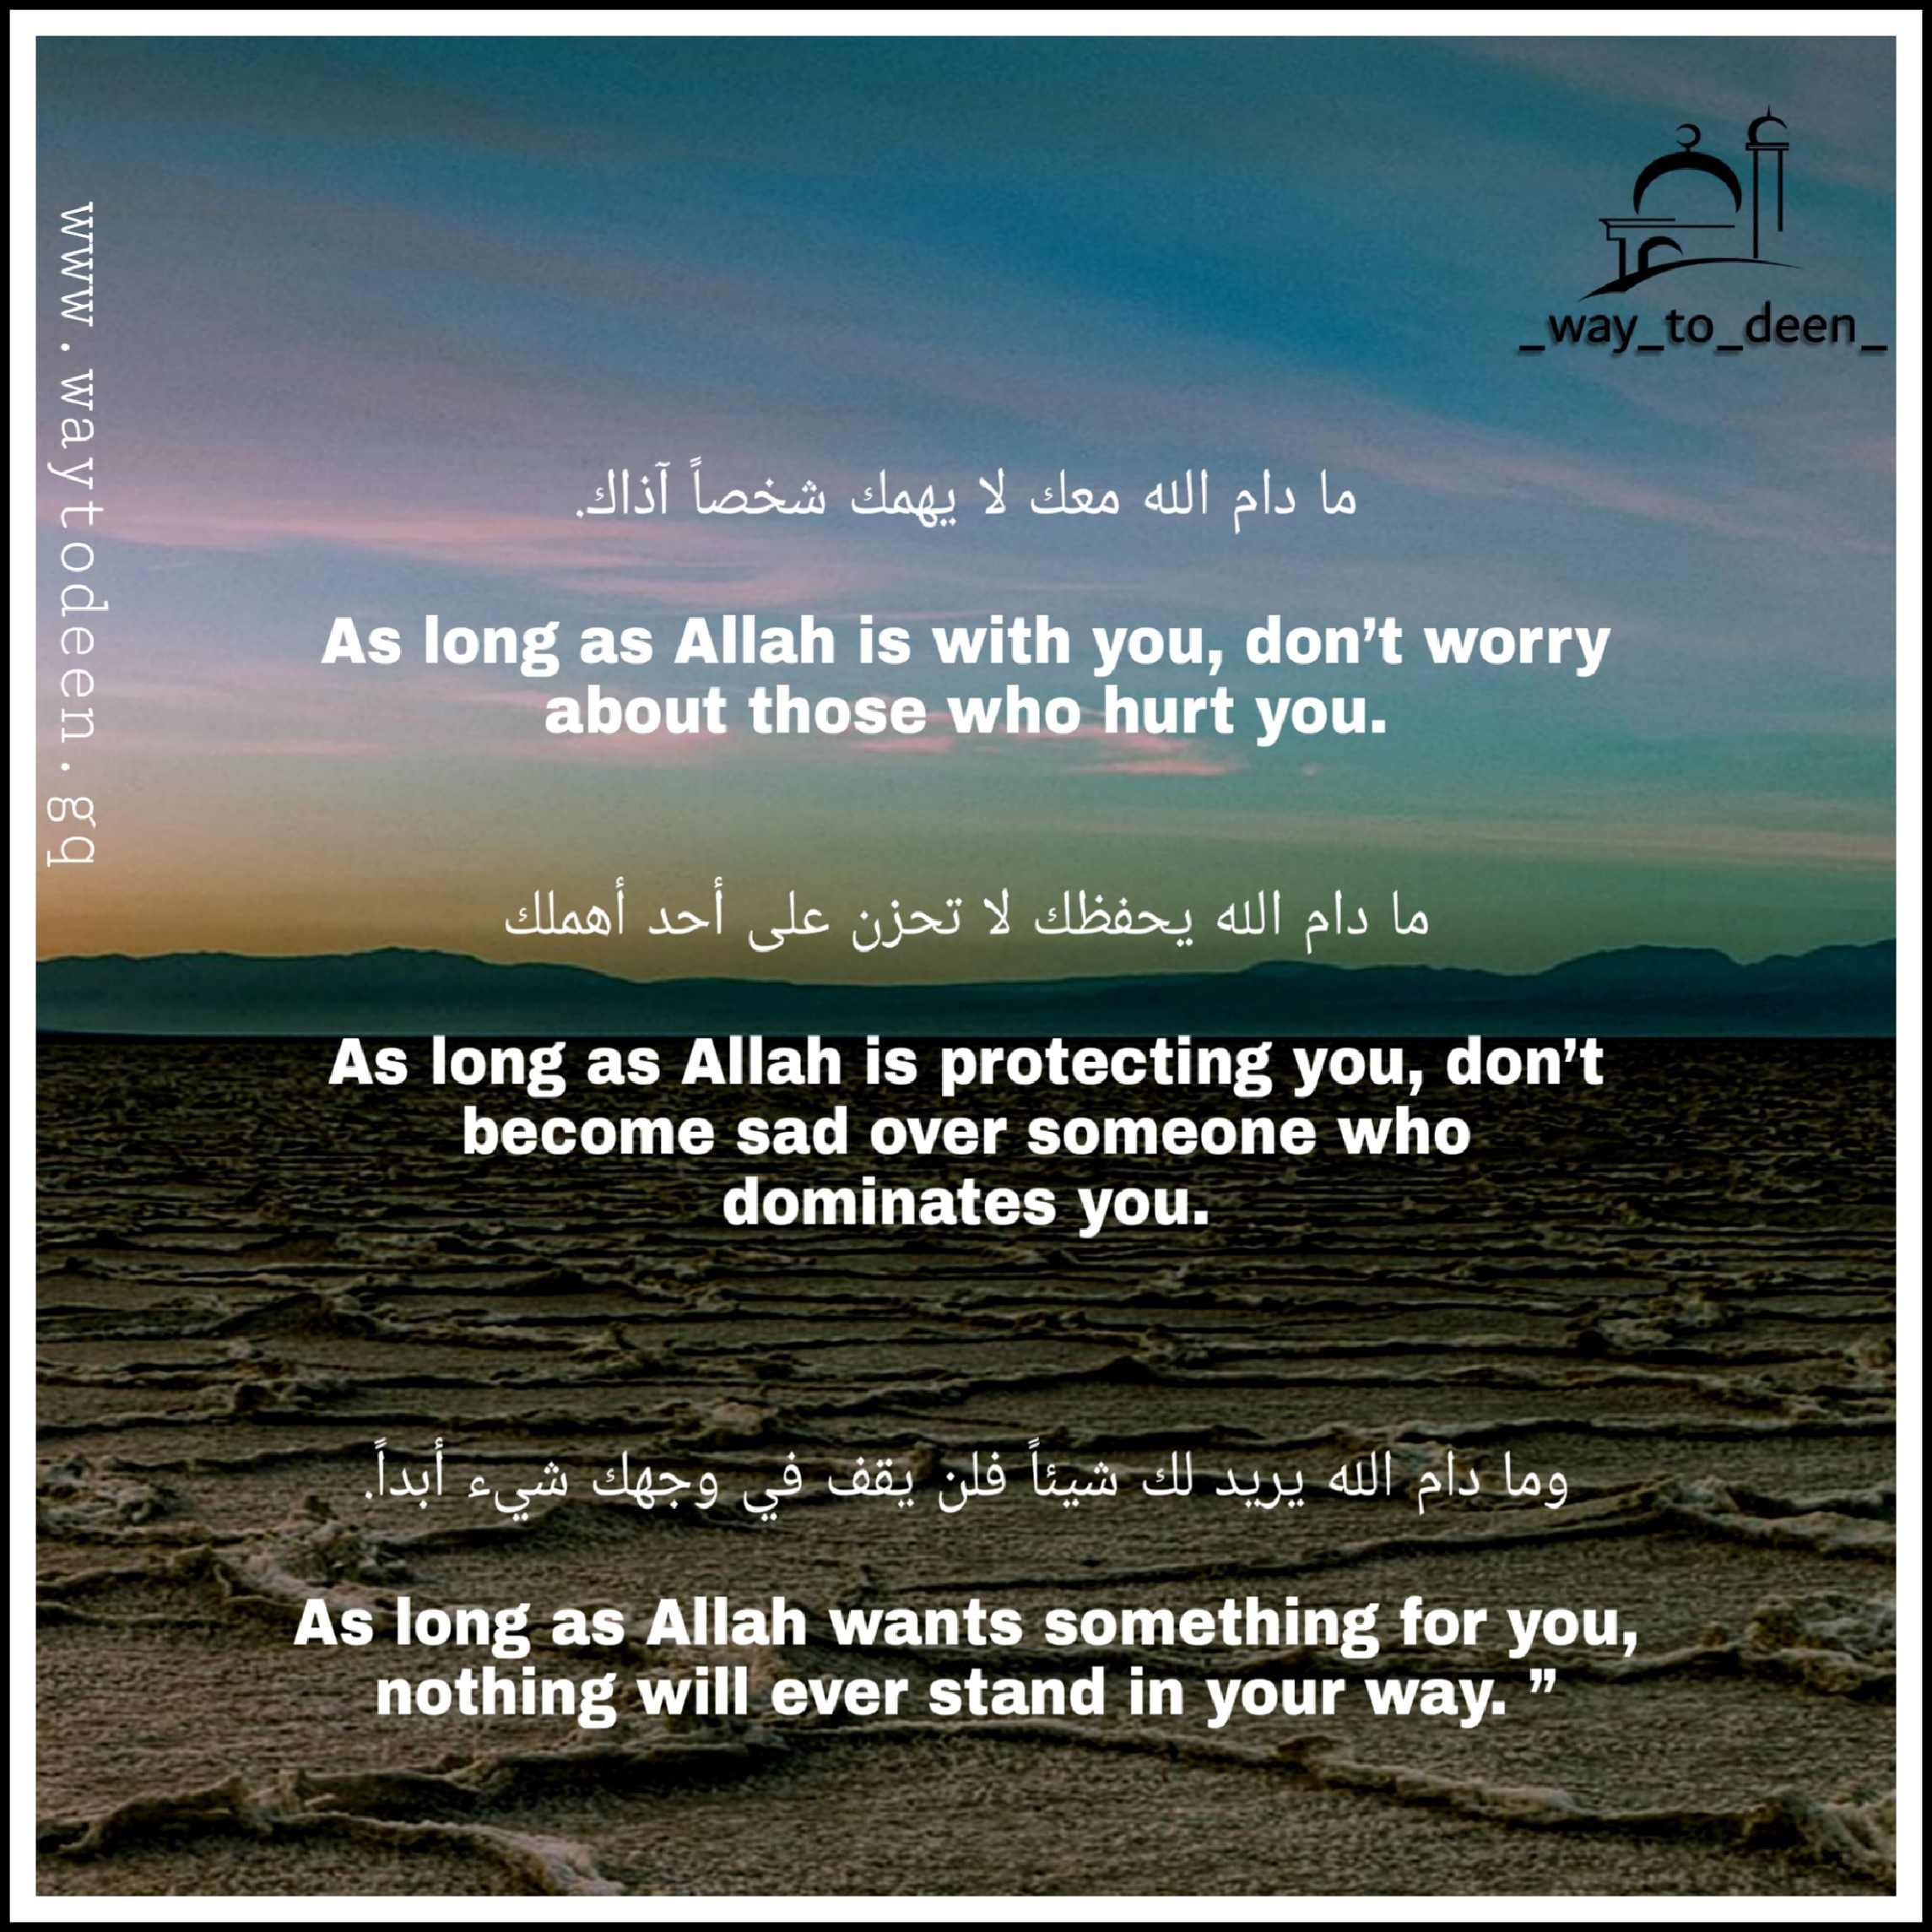 _way_to_deen_
www.waytodeen.gq
ما دام الله معك لا يهمك شخصاً آذاك.
As long as Allah is with you, don’t worry
about those who hurt you.
ما دام الله يحفظك لا تحزن على أحد أهملك
As long as Allah is protecting you, don’t
become sad over someone who
dominates you.
وما دام الله يريد لك شيئاً فلن يقف في وجهك شيء أبداً.
As long as Allah wants something for you,
nothing will ever stand in your way. ”